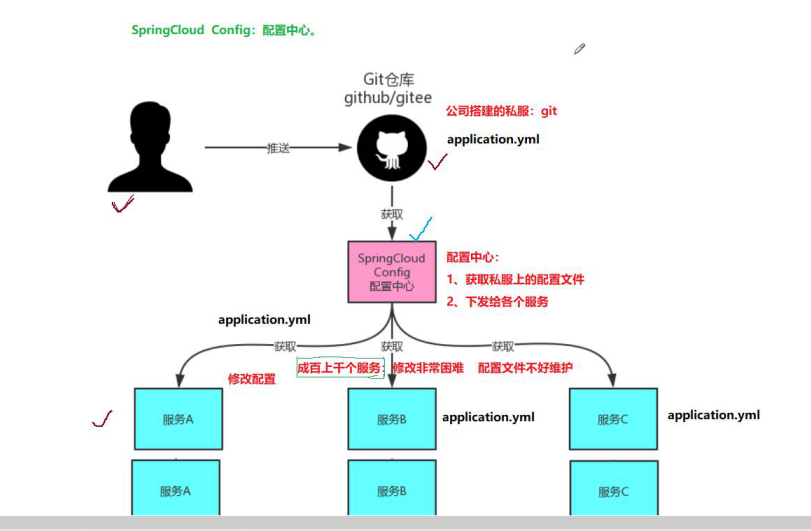 SpringCloud Config：配置中心。
Git仓库
github/gitee
公司搭建的私服：git
application.yml
推送
获取
SpringCloud
Config
配置中心
配置中心：
1、获取私服上的配置文件
2、下发给各个服务
application.yml
获取
获取
获取
成百上千个服务：修改非常困难 配置文件不好维护
修改配置
服务A
服务B
application.yml
服务C
application.yml
服务A
服务B
服务C